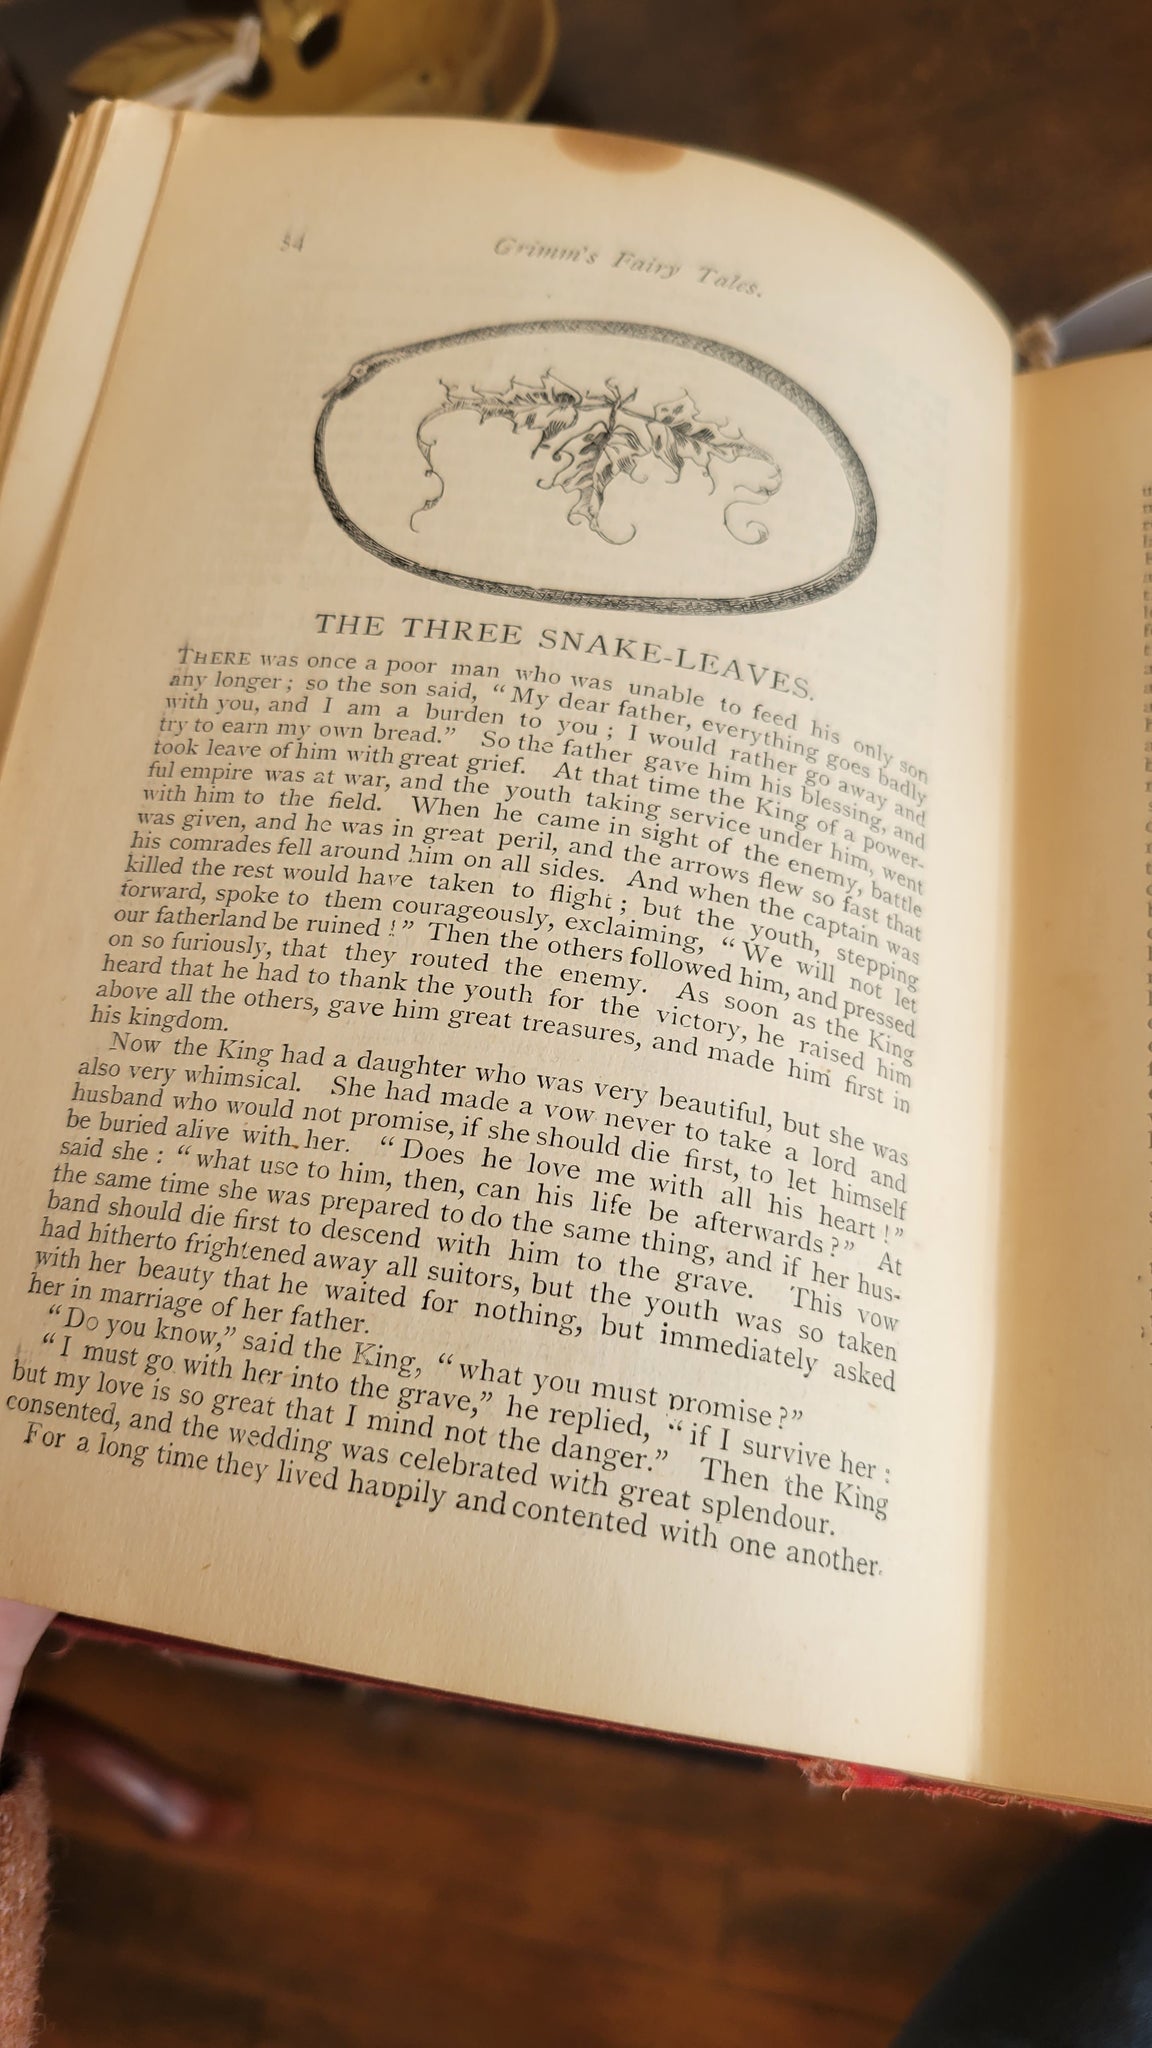 54
Grimm's Fairy Tales.
THE THREE SNAKE-LEAVES.
THERE was once a poor man who was unable to feed his only son
any longer; so the son said, “My dear father, everything goes badly
with you, and I am a burden to you; I would rather go away and
try to earn my own bread.” So the father gave him his blessing, and
took leave of him with great grief. At that time the King of a power-
ful empire was at war, and the youth taking service under him, went
with him to the field. When he came in sight of the enemy, battle
was given, and he was in great peril, and the arrows flew so fast that
his comrades fell around him on all sides. And when the captain was
killed the rest would have taken to flight; but the youth, stepping
forward, spoke to them courageously, exclaiming, “We will not let
our fatherland be ruined!” Then the others followed him, and pressed
on so furiously, that they routed the enemy. As soon as the King
heard that he had to thank the youth for the victory, he raised him
above all the others, gave him great treasures, and made him first in
his kingdom.
Now the King had a daughter who was very beautiful, but she was
also very whimsical. She had made a vow never to take a lord and
husband who would not promise, if she should die first, to let himself
be buried alive with her. “Does he love me with all his heart!”
said she: “what use to him, then, can his life be afterwards?” At
the same time she was prepared to do the same thing, and if her hus-
band should die first to descend with him to the grave. This vow
had hitherto frightened away all suitors, but the youth was so taken
with her beauty that he waited for nothing, but immediately asked
her in marriage of her father.
“Do you know,” said the King, “what you must promise?”
“I must go with her into the grave,” he replied, “if I survive her:
but my love is so great that I mind not the danger.” Then the King
consented, and the wedding was celebrated with great splendour.
For a long time they lived happily and contented with one another.